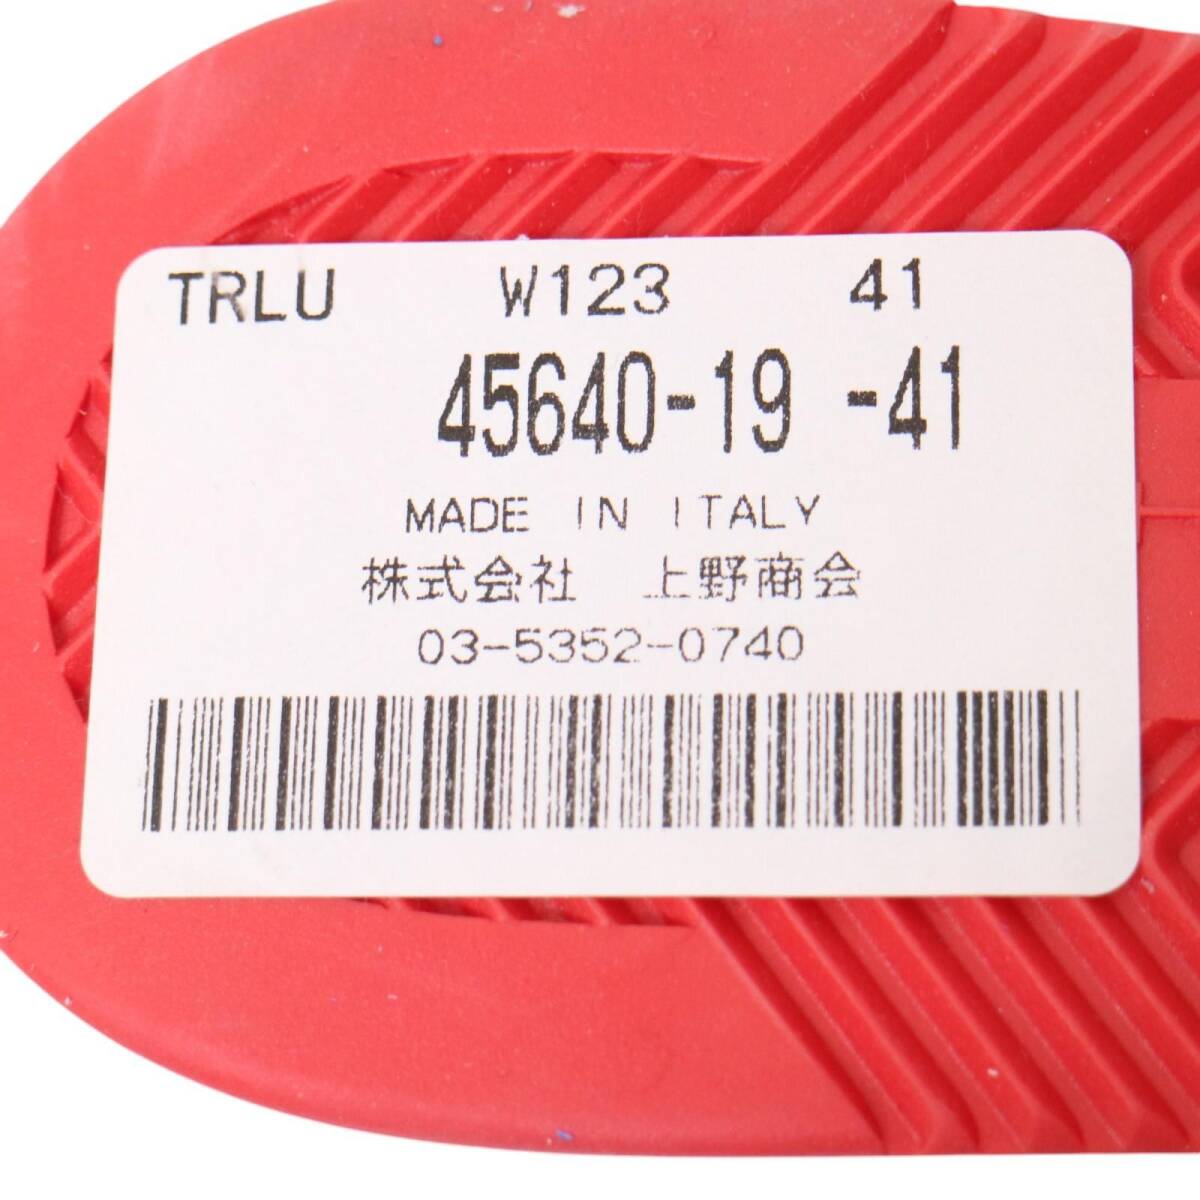 TRLU W123 41
45640-19 -41
MADE IN ITALY
株式会社 上野商会
03-5352-0740